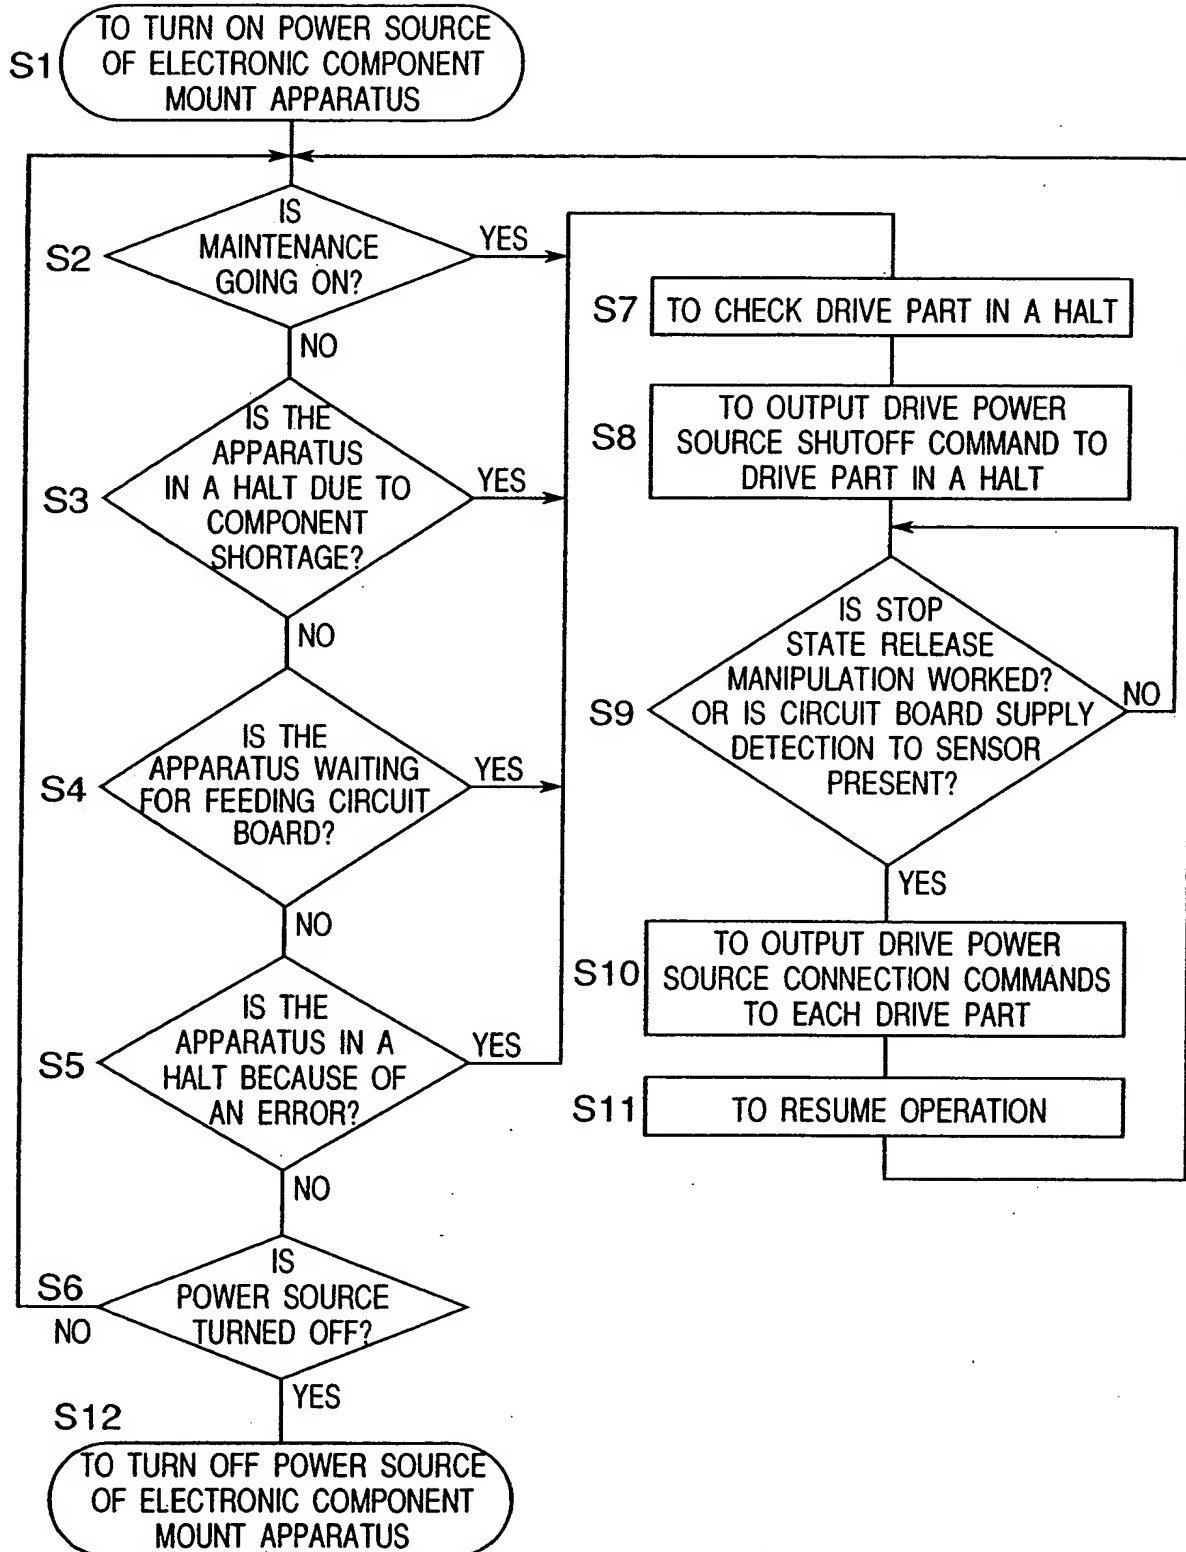 S1
TO TURN ON POWER SOURCE
OF ELECTRONIC COMPONENT
MOUNT APPARATUS
S2
IS
MAINTENANCE
GOING ON?
YES
NO
S3
IS THE
APPARATUS
IN A HALT DUE TO
COMPONENT
SHORTAGE?
YES
NO
S4
IS THE
APPARATUS WAITING
FOR FEEDING CIRCUIT
BOARD?
YES
NO
S5
IS THE
APPARATUS IN A
HALT BECAUSE OF
AN ERROR?
YES
NO
S6
IS
POWER SOURCE
TURNED OFF?
NO
YES
S12
TO TURN OFF POWER SOURCE
OF ELECTRONIC COMPONENT
MOUNT APPARATUS
S7
TO CHECK DRIVE PART IN A HALT
S8
TO OUTPUT DRIVE POWER
SOURCE SHUTOFF COMMAND TO
DRIVE PART IN A HALT
S9
IS STOP
STATE RELEASE
MANIPULATION WORKED?
OR IS CIRCUIT BOARD SUPPLY
DETECTION TO SENSOR
PRESENT?
NO
YES
S10
TO OUTPUT DRIVE POWER
SOURCE CONNECTION COMMANDS
TO EACH DRIVE PART
S11
TO RESUME OPERATION